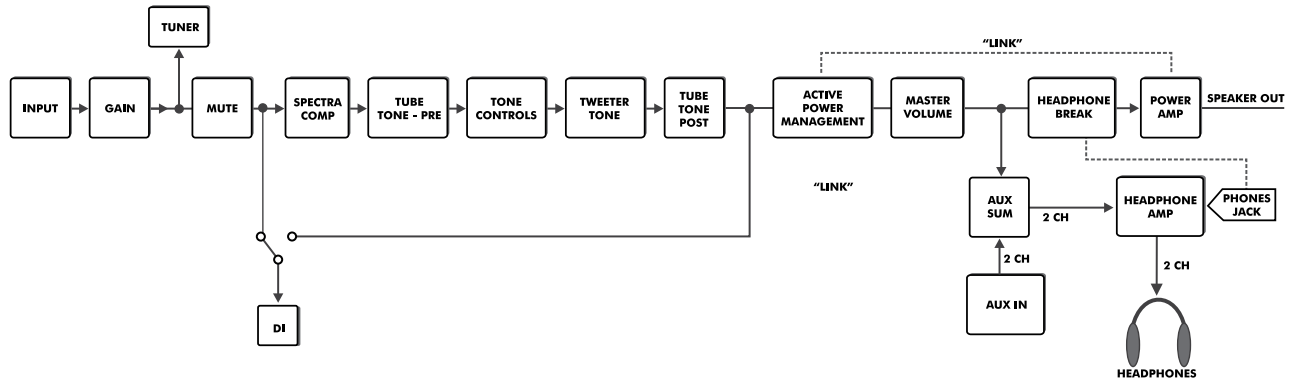 TUNER
"LINK"
INPUT
GAIN
MUTE
SPECTRA
COMP
TUBE
TONE - PRE
TONE
CONTROLS
TWEETER
TONE
TUBE
TONE
POST
ACTIVE
POWER
MANAGEMENT
MASTER
VOLUME
HEADPHONE
BREAK
POWER
AMP
SPEAKER OUT
"LINK"
AUX
SUM
2 CH
HEADPHONE
AMP
PHONES
JACK
2 CH
2 CH
AUX IN
DI
HEADPHONES